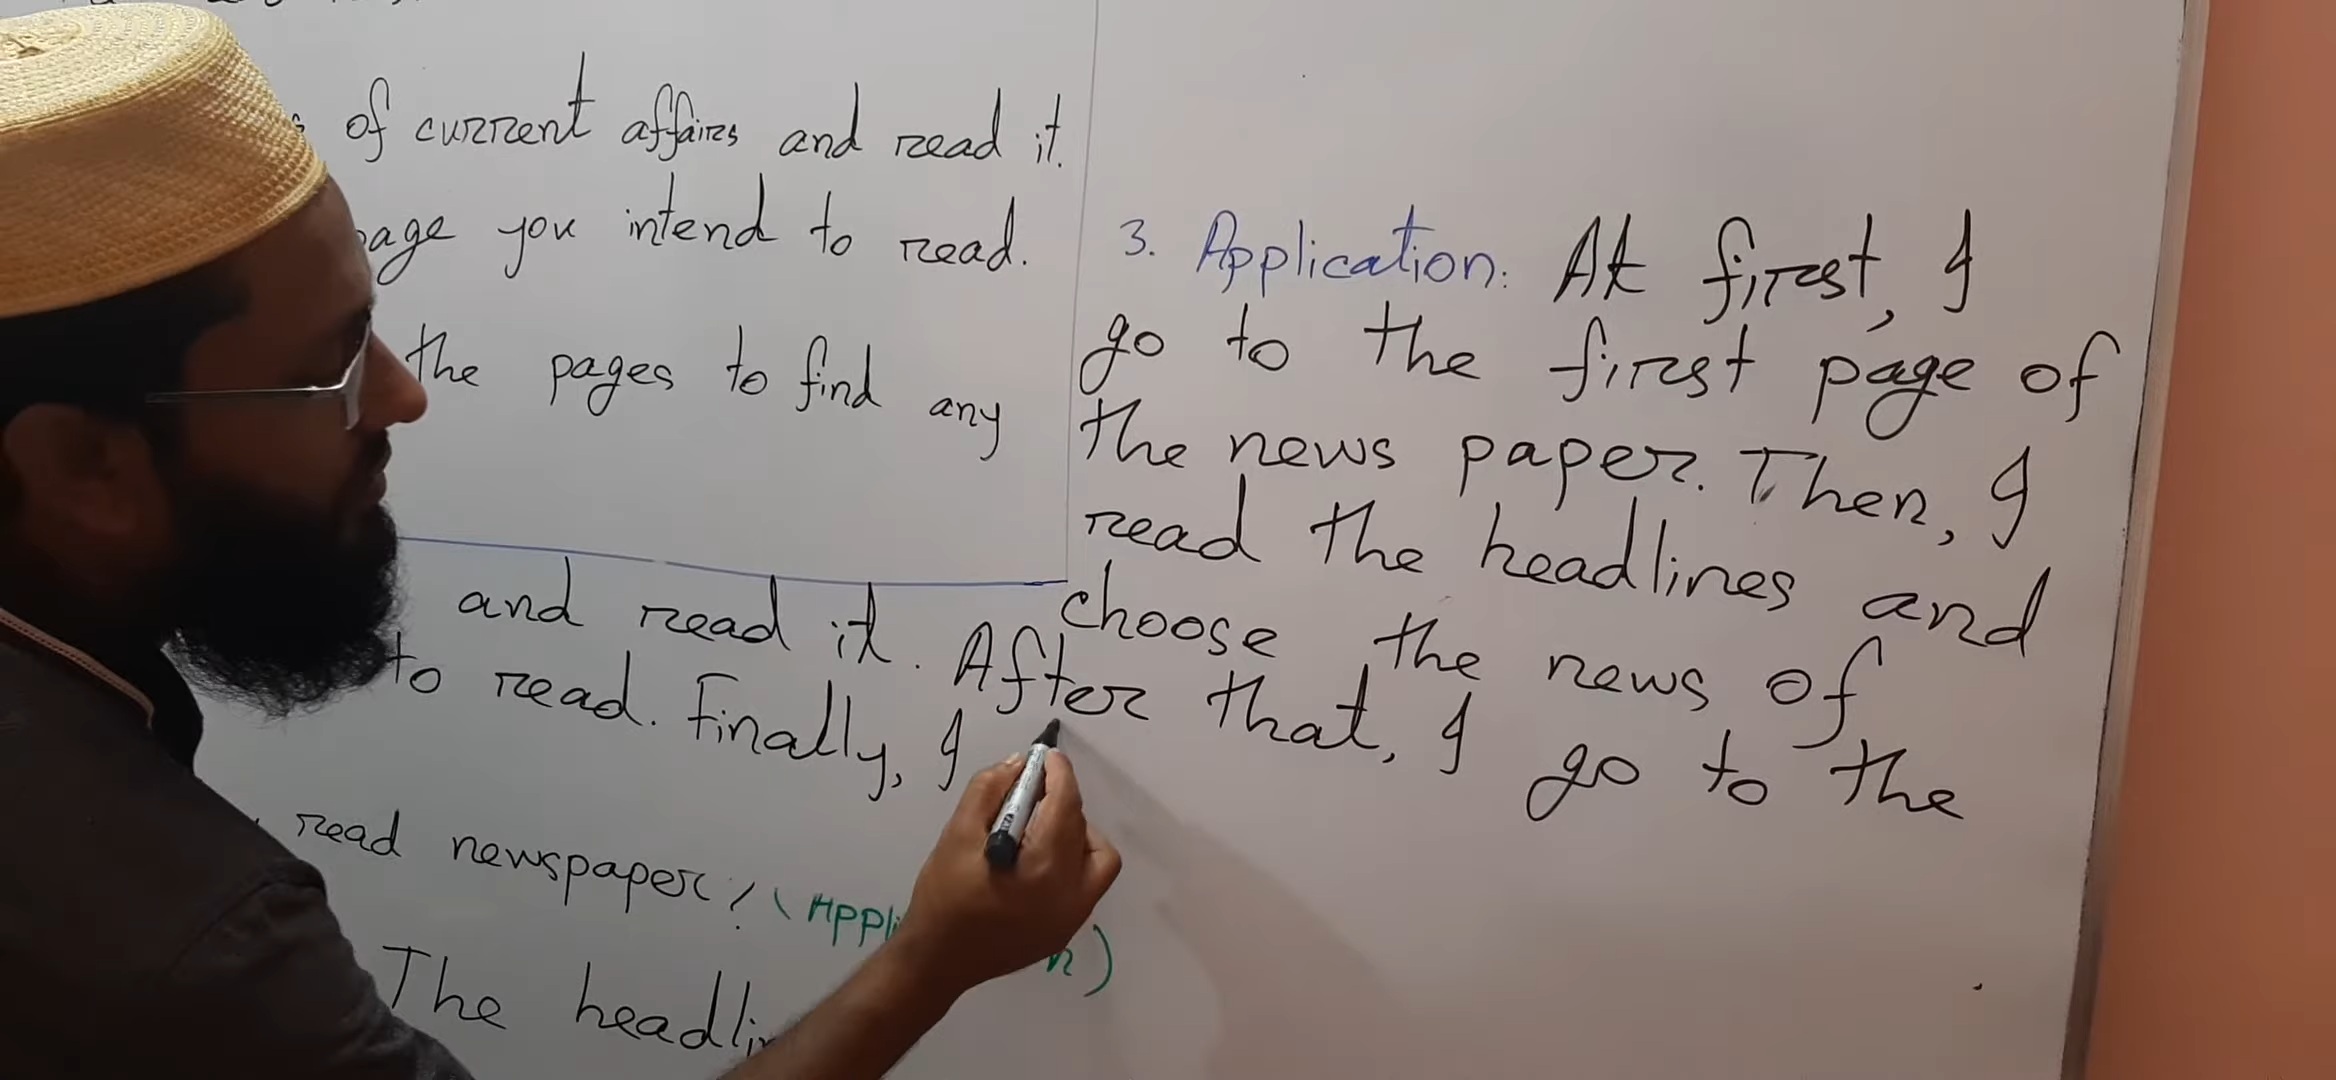 of current affairs and read it.
page you intend to read.
the pages to find any
3. Application: At first, I
go to the first page of
the news paper. Then, I
read the headlines and
choose the news of
and read it. After that, I go to the
to read. Finally, I
read newspaper?
The